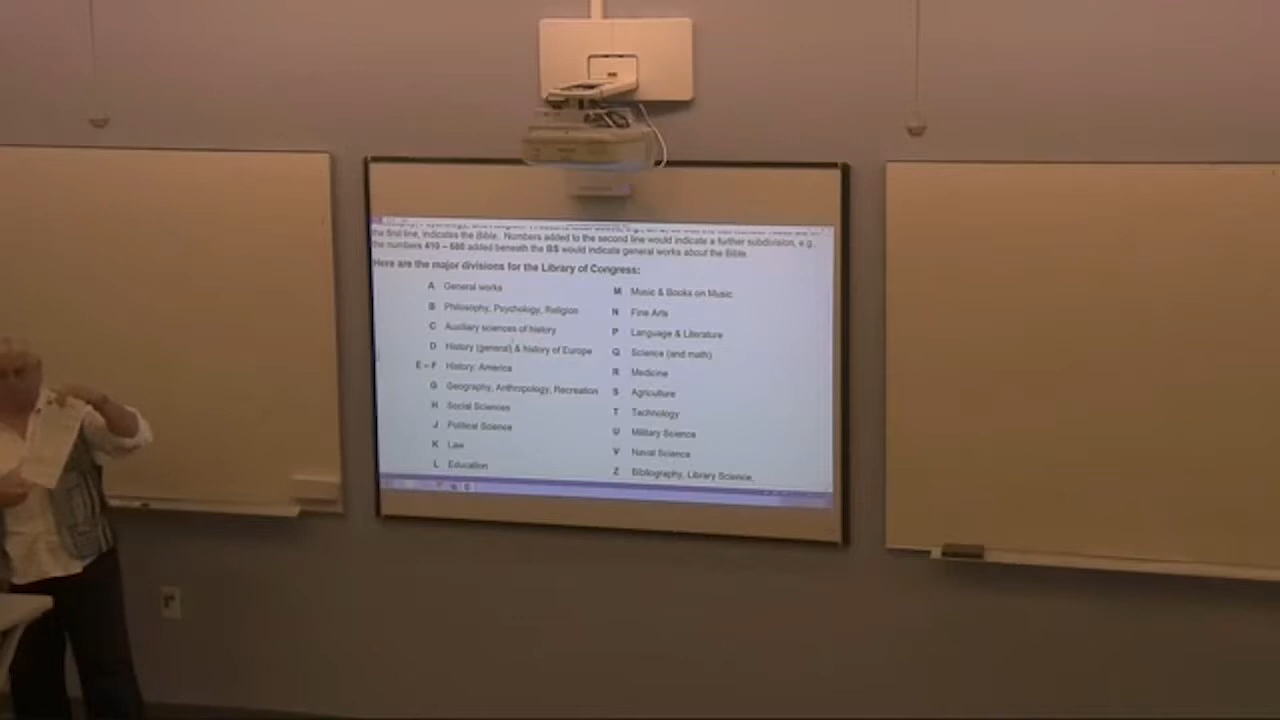 the first line, indicates the Bible. Numbers added to the second line would indicate a further subdivision, e.g.
the numbers 410 – 680 added beneath the BS would indicate general works about the Bible.
Here are the major divisions for the Library of Congress:
A General works
B Philosophy, Psychology, Religion
C Auxiliary sciences of history
D History (general) & history of Europe
E – F History: America
G Geography, Anthropology, Recreation
H Social Sciences
J Political Science
K Law
L Education
M Music & Books on Music
N Fine Arts
P Language & Literature
Q Science (and math)
R Medicine
S Agriculture
T Technology
U Military Science
V Naval Science
Z Bibliography, Library Science,